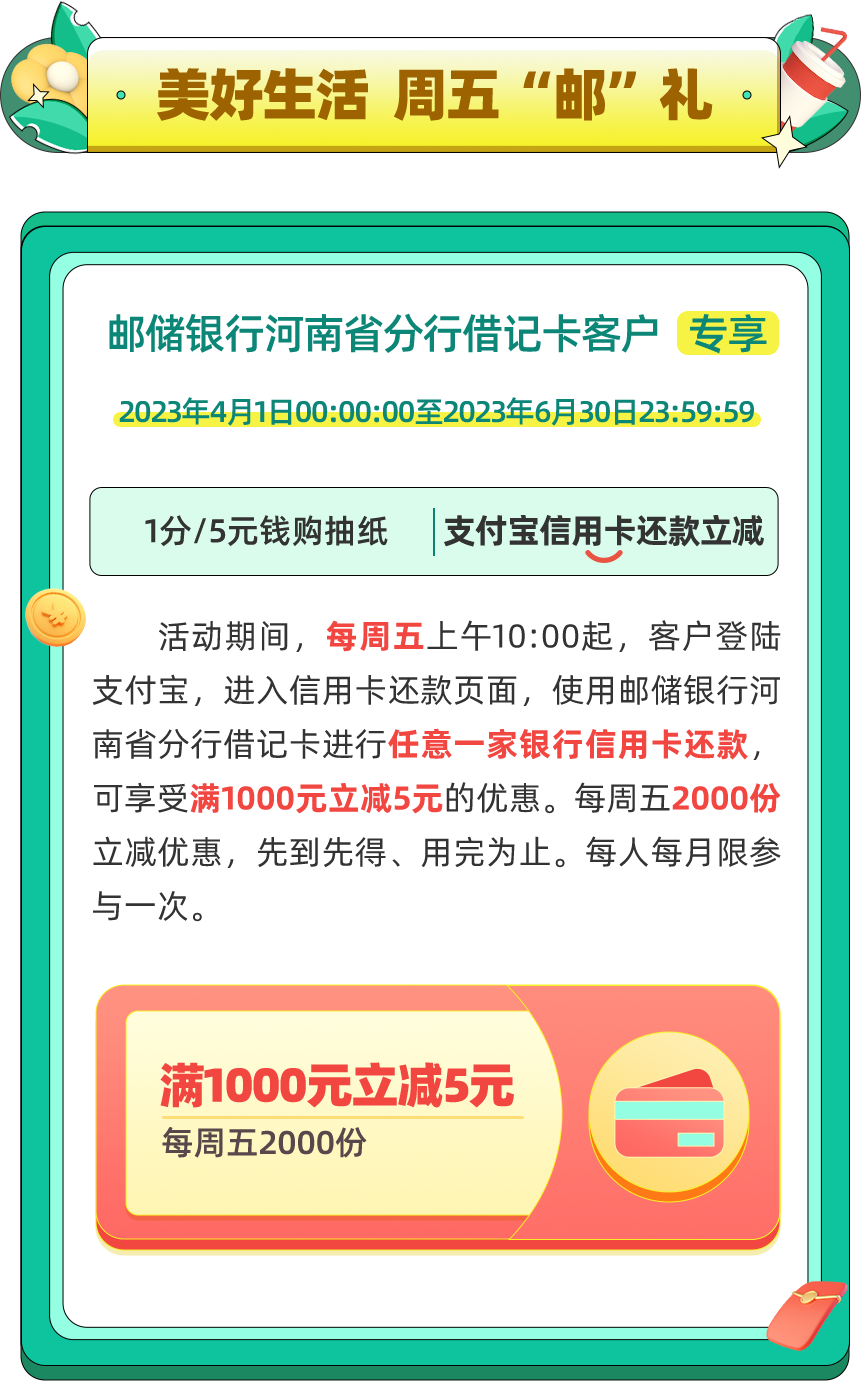 美好生活 周五“邮”礼
邮储银行河南省分行借记卡客户 专享
2023年4月1日00:00:00至2023年6月30日23:59:59
1分/5元钱购抽纸 支付宝信用卡还款立减
活动期间，每周五上午10:00起，客户登陆
支付宝，进入信用卡还款页面，使用邮储银行河
南省分行借记卡进行任意一家银行信用卡还款，
可享受满1000元立减5元的优惠。每周五2000份
立减优惠，先到先得、用完为止。每人每月限参
与一次。
满1000元立减5元
每周五2000份